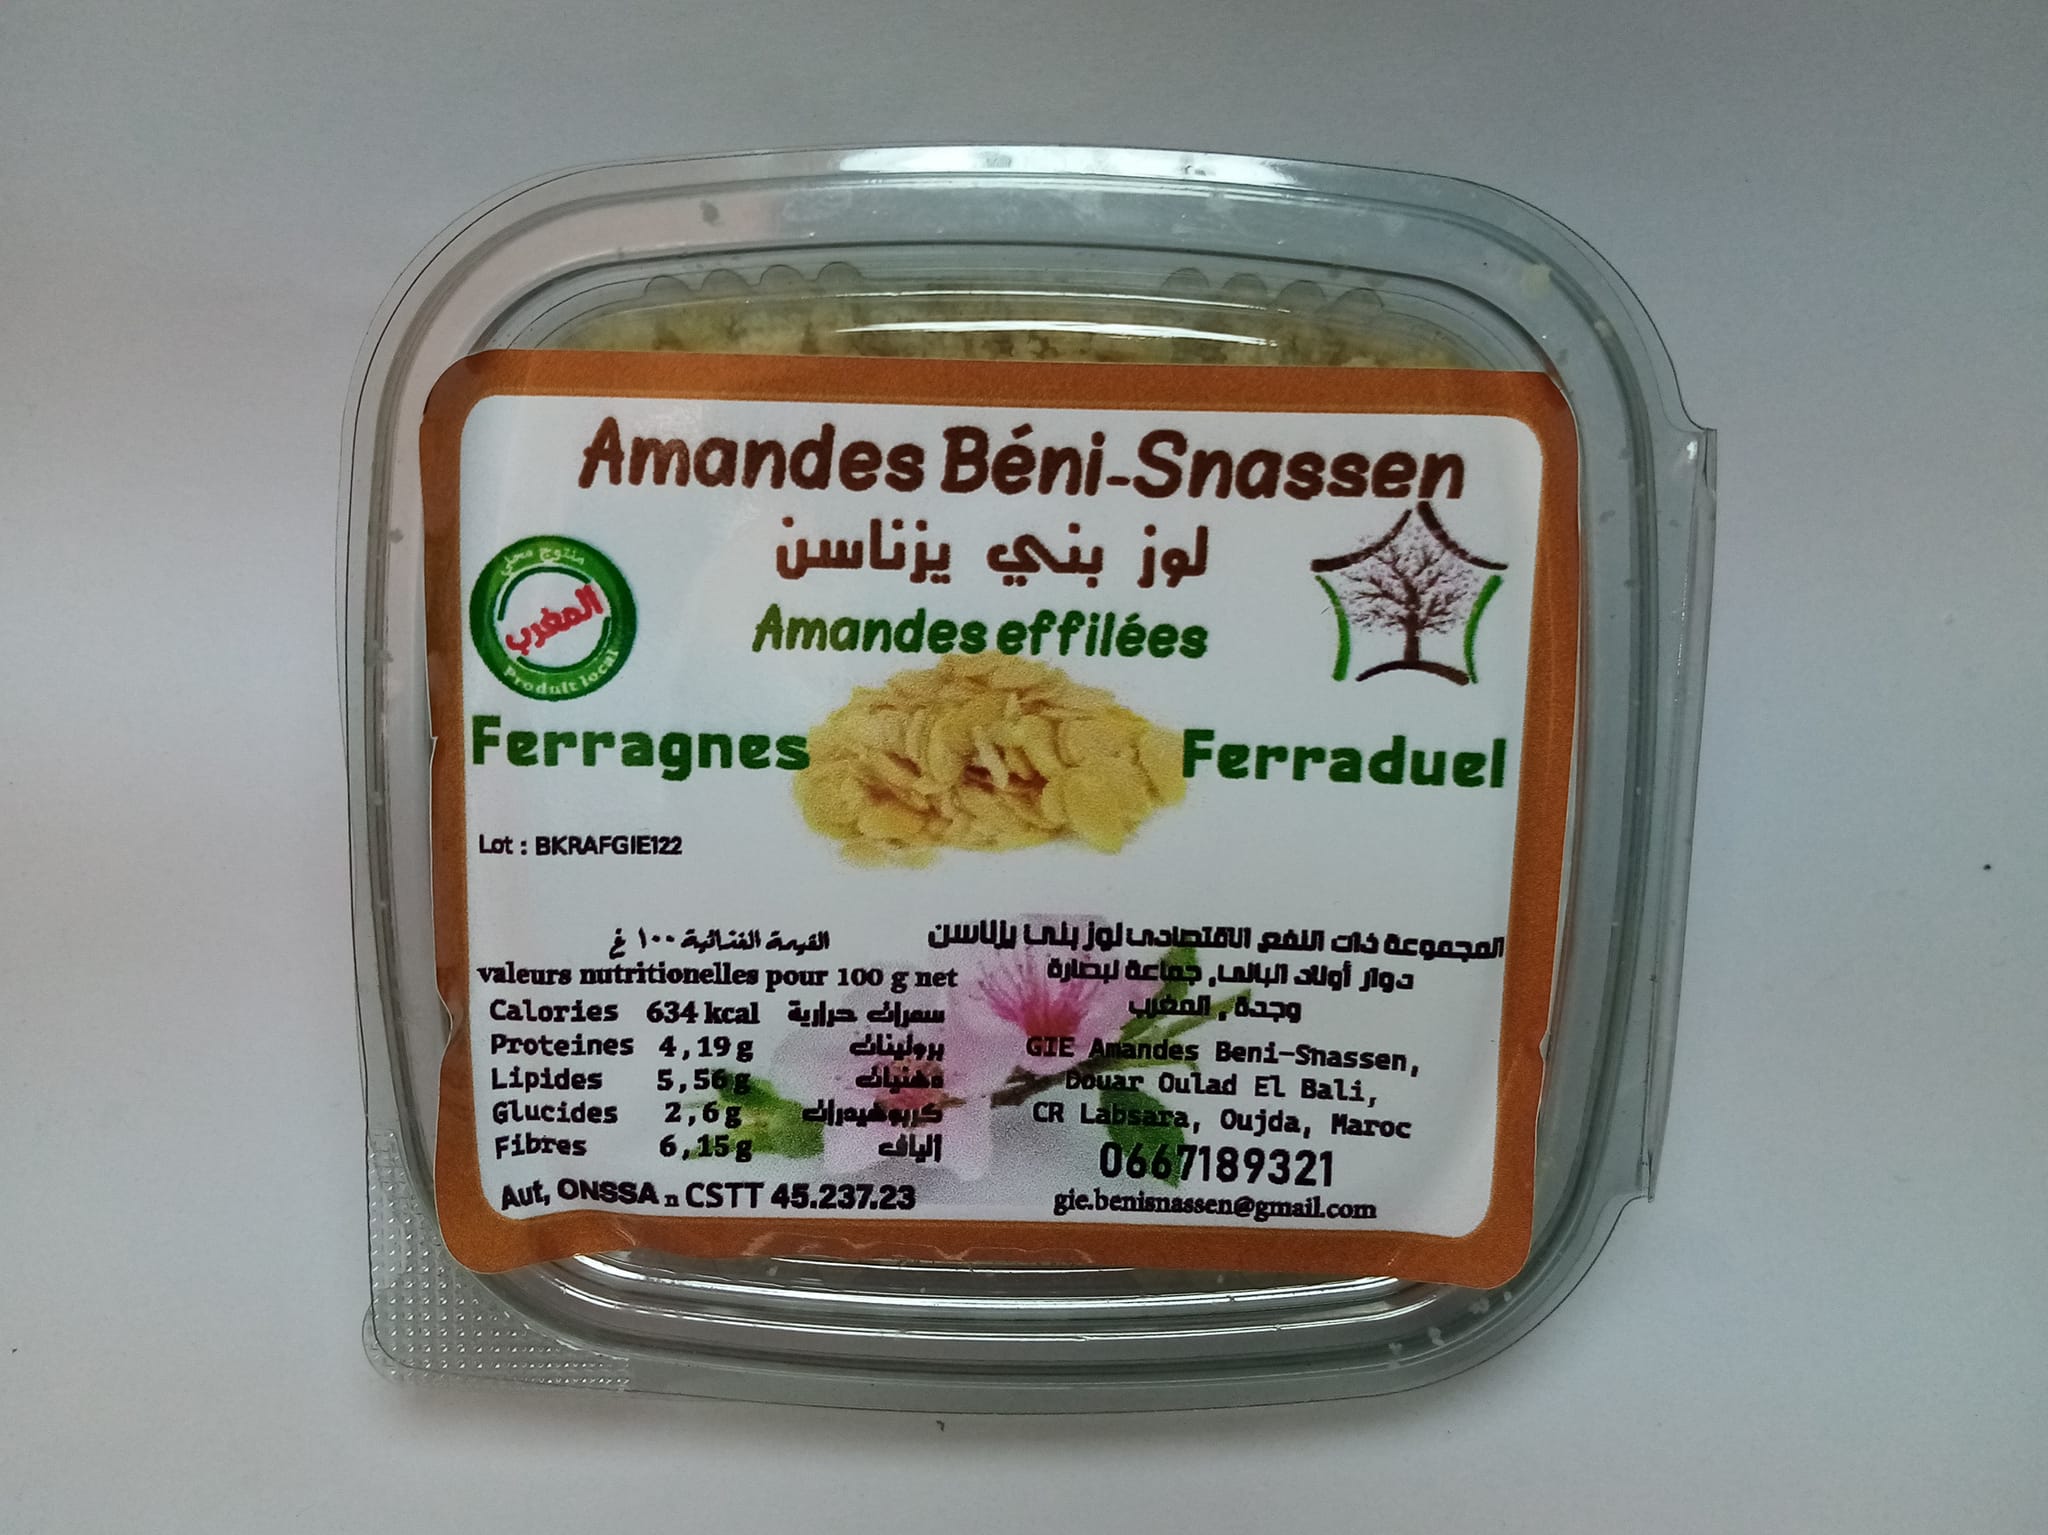 Amandes Béni-Snassen
لوز بني يزناسن
منتوج محلي
المغرب
Produit local
Amandes effilées
Ferragnes
Ferraduel
Lot : BKRAFGIE122
القيمة الغذائية ١٠٠ غ
valeurs nutritionelles pour 100 g net
Calories 634 kcal سعرات حرارية
Proteines 4,19 g بروتينات
Lipides 5,56 g دهنيات
Glucides 2,6 g كربوهيدرات
Fibres 6,15 g الياف
Aut, ONSSA n CSTT 45.237.23
المجموعة ذات النفع الاقتصادي لوز بني يزناسن
دوار أولاد البالي, جماعة لبصارة
وجدة , المغرب
GIE Amandes Beni-Snassen,
Douar Oulad El Bali,
CR Labsara, Oujda, Maroc
0667189321
gie.benisnassen@gmail.com